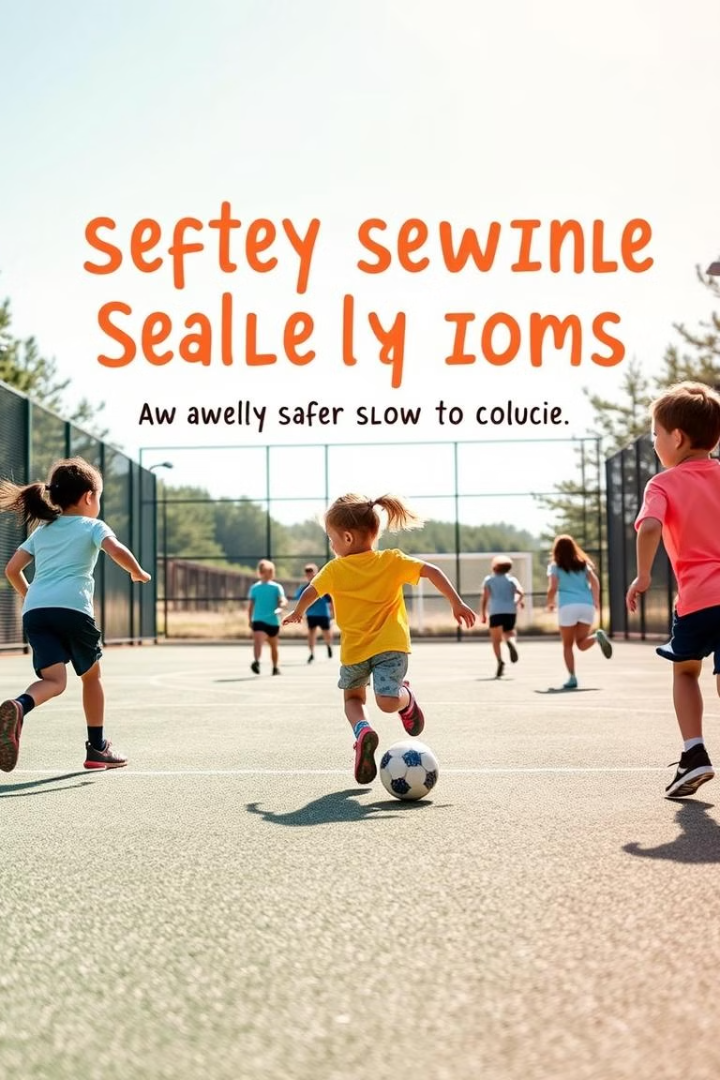 Seftey sewinle
Sealle ly ioms
Aw awelly safer slow to colucie.